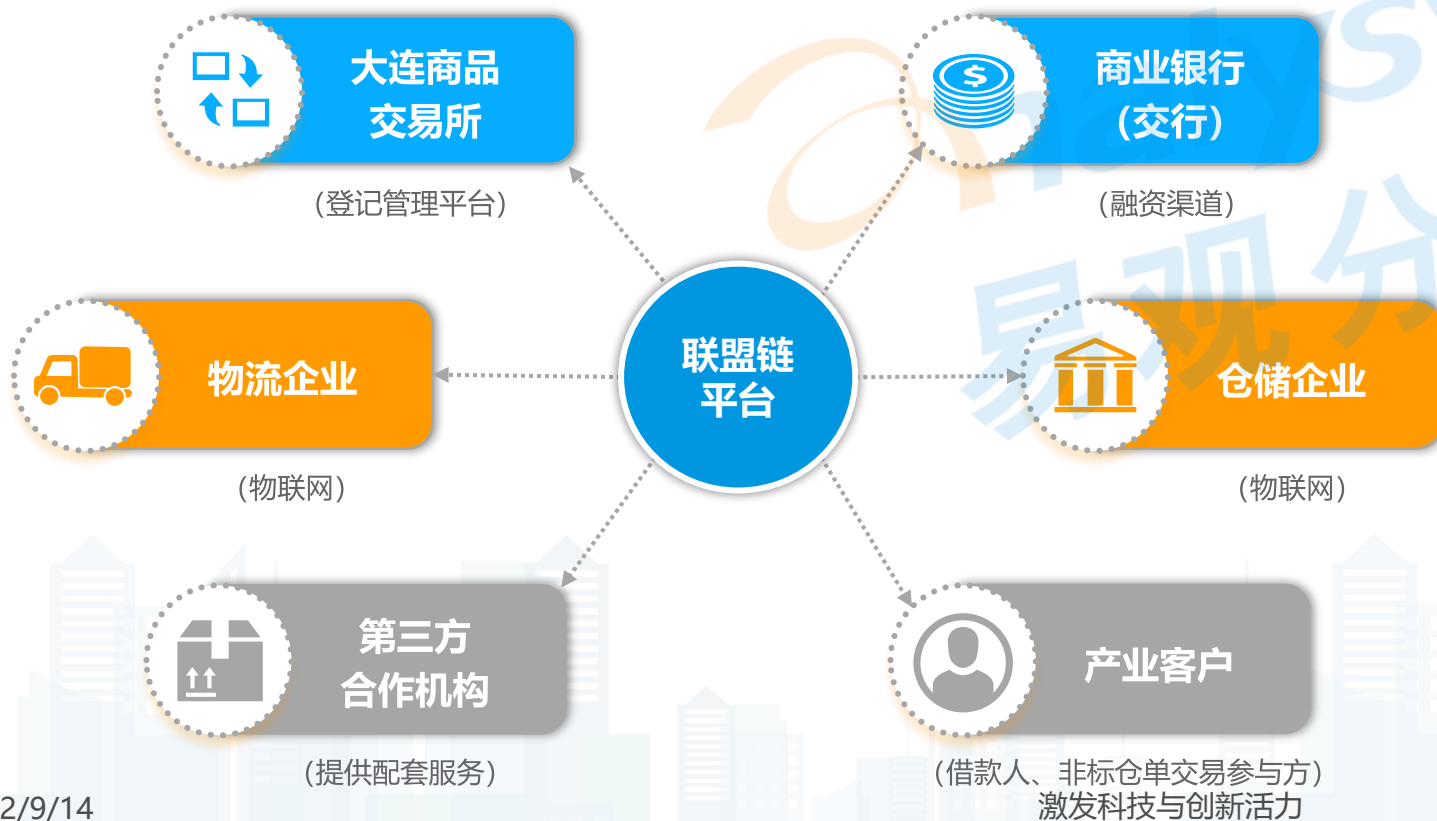 大连商品
交易所
商业银行
（交行）
（登记管理平台）
（融资渠道）
联盟链
平台
物流企业
仓储企业
（物联网）
（物联网）
第三方
合作机构
产业客户
（提供配套服务）
（借款人、非标仓单交易参与方）
2/9/14
激发科技与创新活力
nalys
易观分